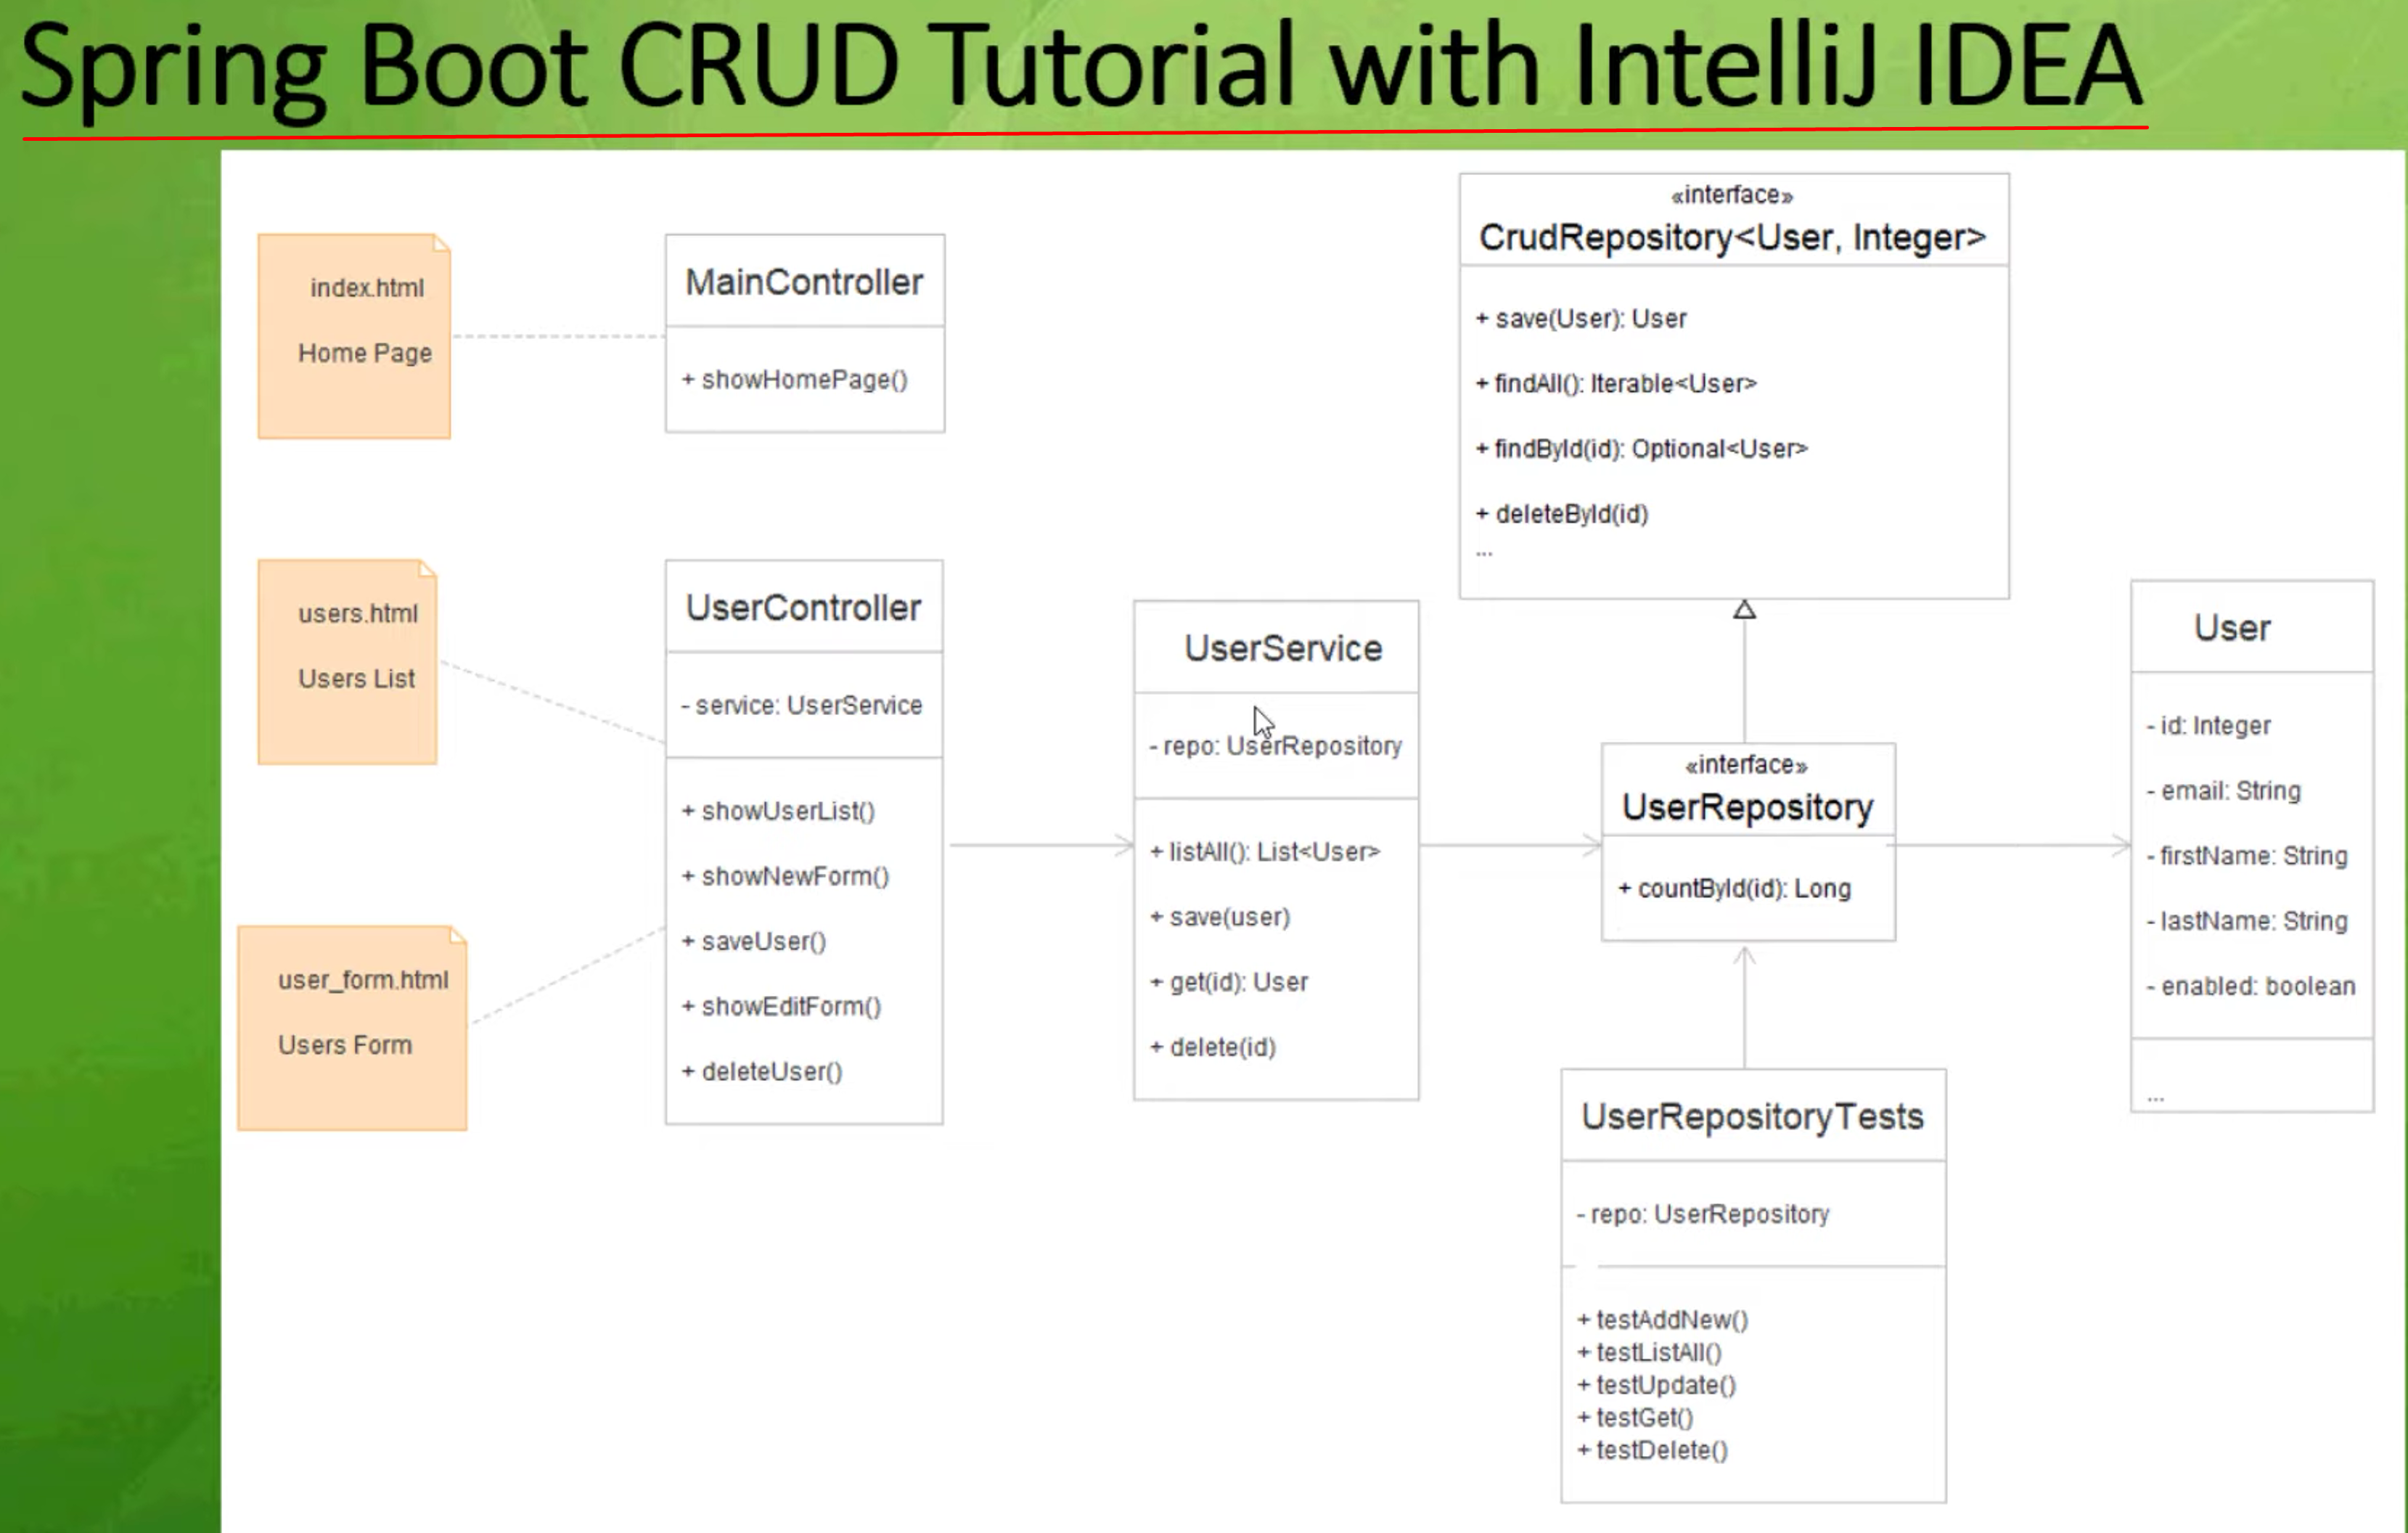 Spring Boot CRUD Tutorial with IntelliJ IDEA
index.html
Home Page
MainController
+ showHomePage()
«interface»
CrudRepository<User, Integer>
+ save(User): User
+ findAll(): Iterable<User>
+ findById(id): Optional<User>
+ deleteById(id)
...
users.html
Users List
user_form.html
Users Form
UserController
- service: UserService
+ showUserList()
+ showNewForm()
+ saveUser()
+ showEditForm()
+ deleteUser()
UserService
- repo: UserRepository
+ listAll(): List<User>
+ save(user)
+ get(id): User
+ delete(id)
«interface»
UserRepository
+ countById(id): Long
User
- id: Integer
- email: String
- firstName: String
- lastName: String
- enabled: boolean
...
UserRepositoryTests
- repo: UserRepository
+ testAddNew()
+ testListAll()
+ testUpdate()
+ testGet()
+ testDelete()